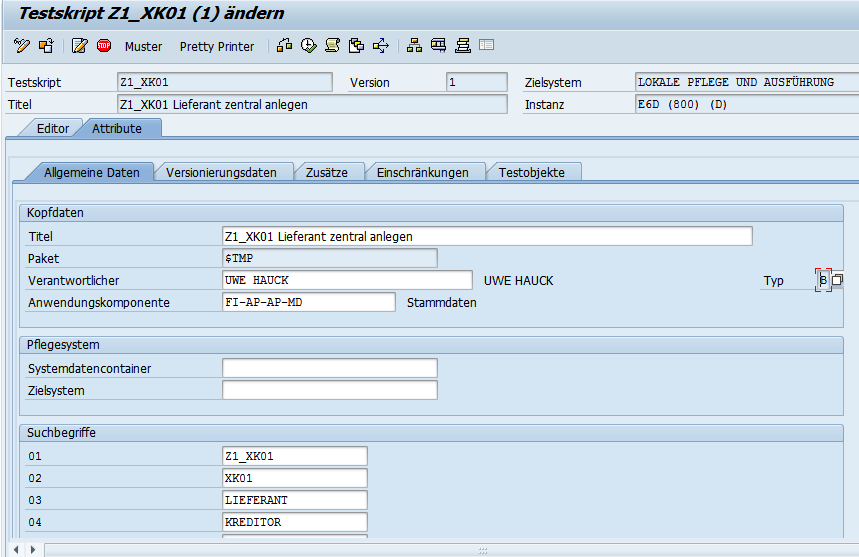 Testskript Z1_XK01 (1) ändern
STOP Muster Pretty Printer
Testskript Z1_XK01 Version 1 Zielsystem LOKALE PFLEGE UND AUSFÜHRUNG
Titel Z1_XK01 Lieferant zentral anlegen Instanz E6D (800) (D)
Editor Attribute
Allgemeine Daten Versionierungsdaten Zusätze Einschränkungen Testobjekte
Kopfdaten
Titel Z1_XK01 Lieferant zentral anlegen
Paket $TMP
Verantwortlicher UWE HAUCK UWE HAUCK Typ B
Anwendungskomponente FI-AP-AP-MD Stammdaten
Pflegesystem
Systemdatencontainer
Zielsystem
Suchbegriffe
01 Z1_XK01
02 XK01
03 LIEFERANT
04 KREDITOR